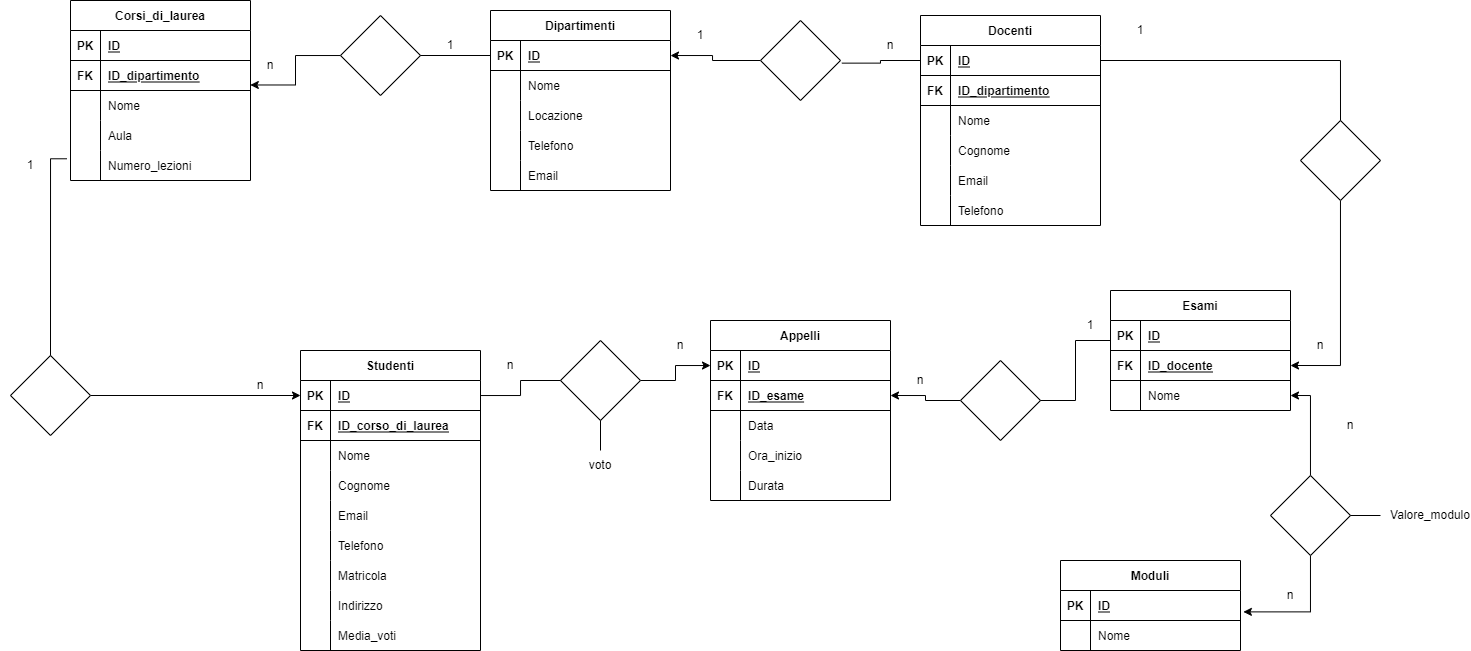 Corsi_di_laurea
PK ID
FK ID_dipartimento
Nome
Aula
Numero_lezioni
n
1
Dipartimenti
PK ID
Nome
Locazione
Telefono
Email
1
n
Docenti
PK ID
FK ID_dipartimento
Nome
Cognome
Email
Telefono
1
1
n
Studenti
PK ID
FK ID_corso_di_laurea
Nome
Cognome
Email
Telefono
Matricola
Indirizzo
Media_voti
n
voto
n
Appelli
PK ID
FK ID_esame
Data
Ora_inizio
Durata
n
1
Esami
PK ID
FK ID_docente
Nome
n
n
Valore_modulo
n
Moduli
PK ID
Nome